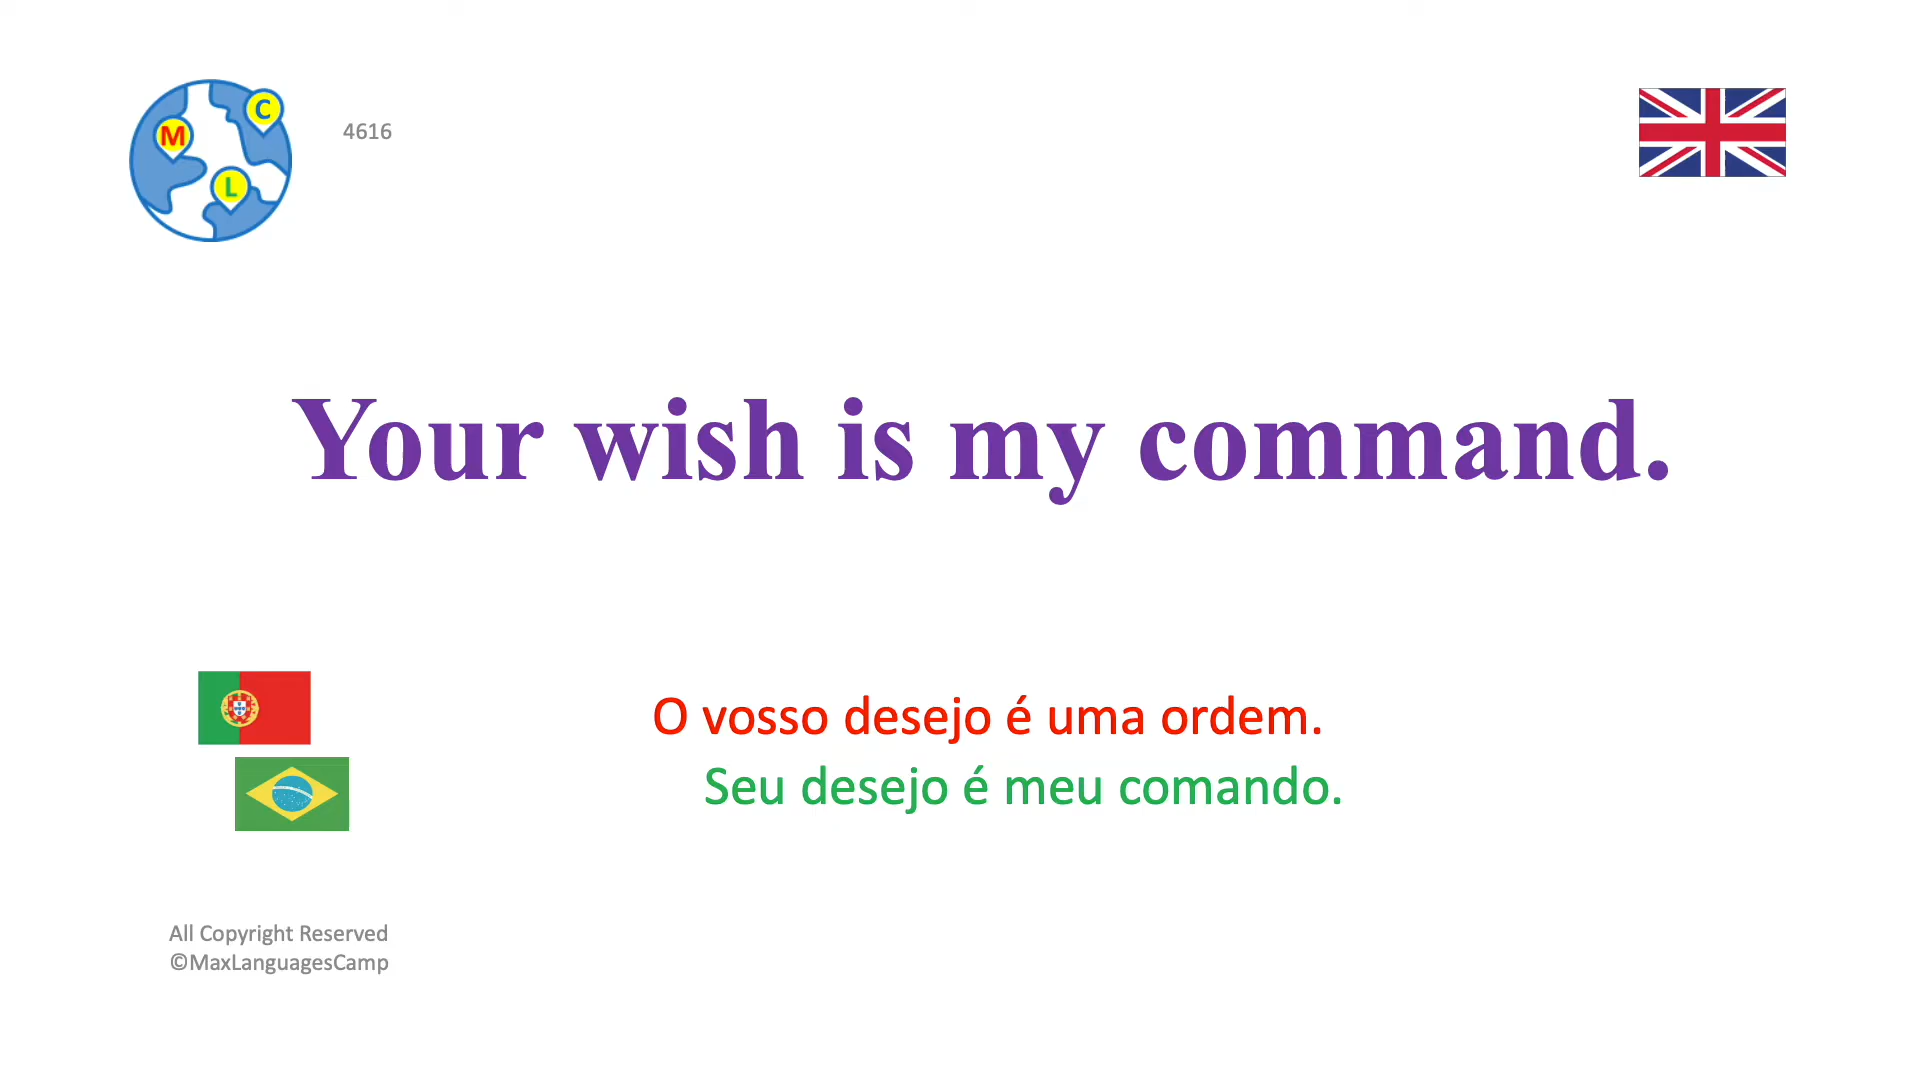 M
C
L
4616
Your wish is my command.
O vosso desejo é uma ordem.
Seu desejo é meu comando.
All Copyright Reserved
©MaxLanguagesCamp